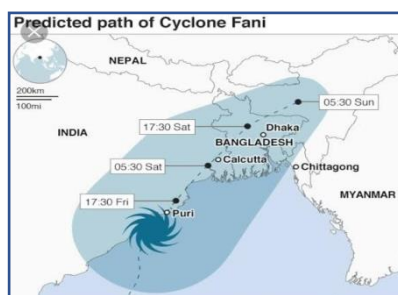 Predicted path of Cyclone Fani
NEPAL
200km
100mi
05:30 Sun
17:30 Sat
Dhaka
INDIA
BANGLADESH
05:30 Sat
Calcutta
Chittagong
17:30 Fri
MYANMAR
Puri